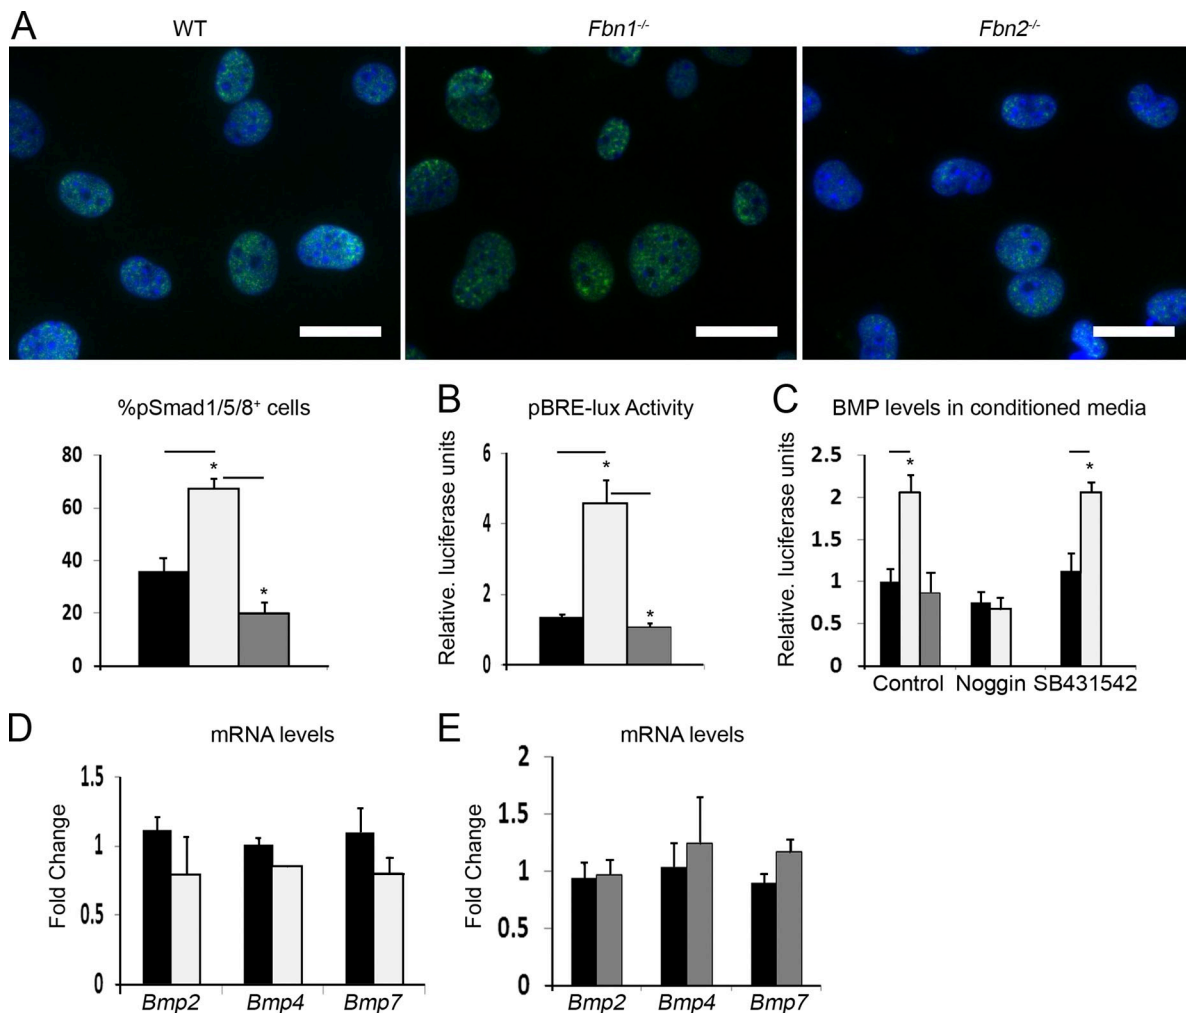 A
WT
Fbn1-/-
Fbn2-/-
%pSmad1/5/8+ cells
80
60
40
20
0
*
*
B
pBRE-lux Activity
Relative. luciferase units
6
4
2
0
*
*
C
BMP levels in conditioned media
Relative. luciferase units
2.5
2
1.5
1
0.5
0
*
*
Control Noggin SB431542
D
mRNA levels
Fold Change
1.5
1
0.5
0
Bmp2 Bmp4 Bmp7
E
mRNA levels
Fold Change
2
1.5
1
0.5
0
Bmp2 Bmp4 Bmp7